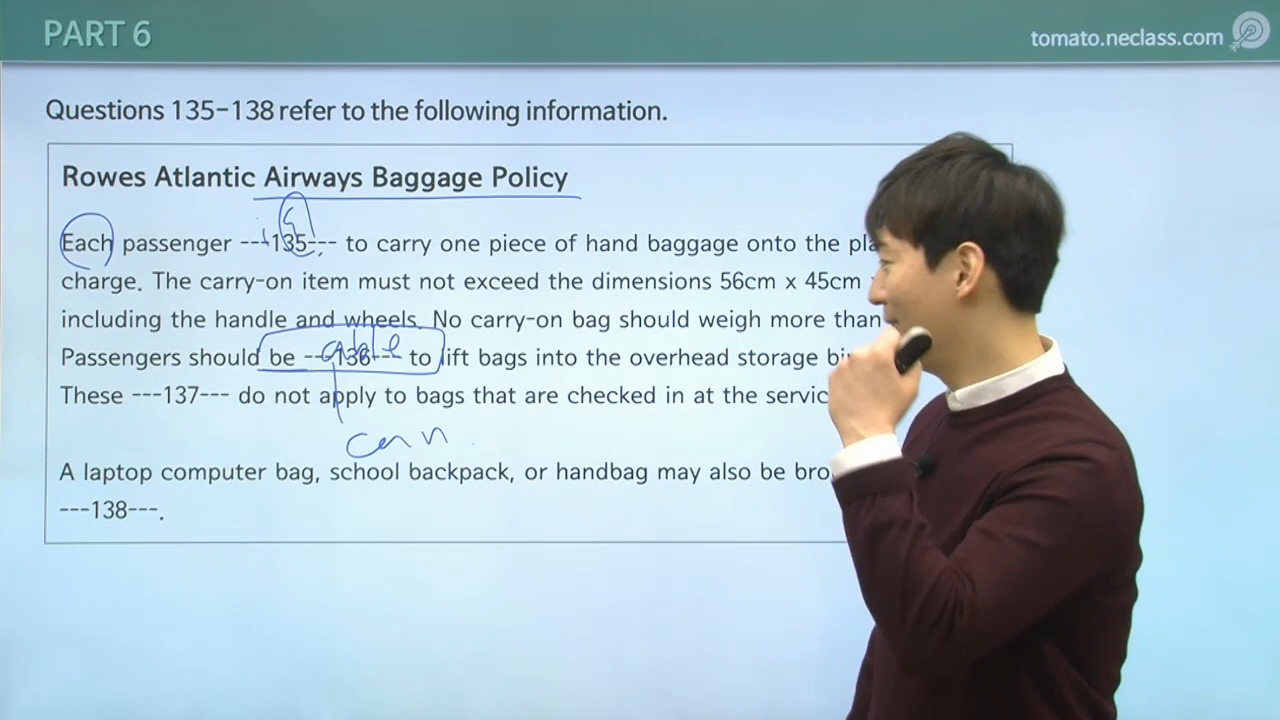 PART 6
tomato.neclass.com
Questions 135-138 refer to the following information.
Rowes Atlantic Airways Baggage Policy
Each passenger ---135--- to carry one piece of hand baggage onto the
charge. The carry-on item must not exceed the dimensions 56cm x 45cm
including the handle and wheels. No carry-on bag should weigh more than
Passengers should be ---136--- to lift bags into the overhead storage
able
These ---137--- do not apply to bags that are checked in at the
can
A laptop computer bag, school backpack, or handbag may also be
---138---.